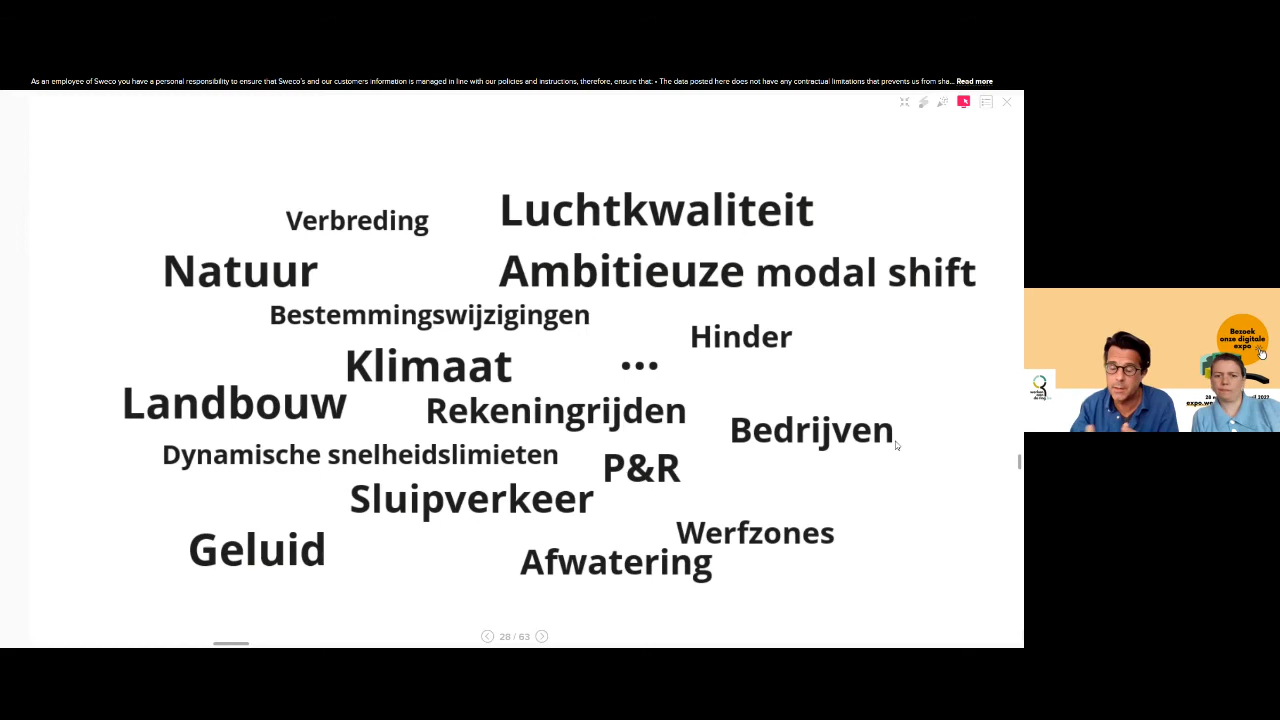 As an employee of Sweco you have a personal responsibility to ensure that Sweco's and our customers information is managed in line with our policies and instructions, therefore, ensure that: • The data posted here does not have any contractual limitations that prevents us from sha... Read more
Verbreding
Luchtkwaliteit
Natuur
Ambitieuze modal shift
Bestemmingswijzigingen
Hinder
Klimaat
...
Landbouw
Rekeningrijden
Bedrijven
Dynamische snelheidslimieten
P&R
Sluipverkeer
Werfzones
Geluid
Afwatering
28 / 63
Bezoek
onze digitale
expo